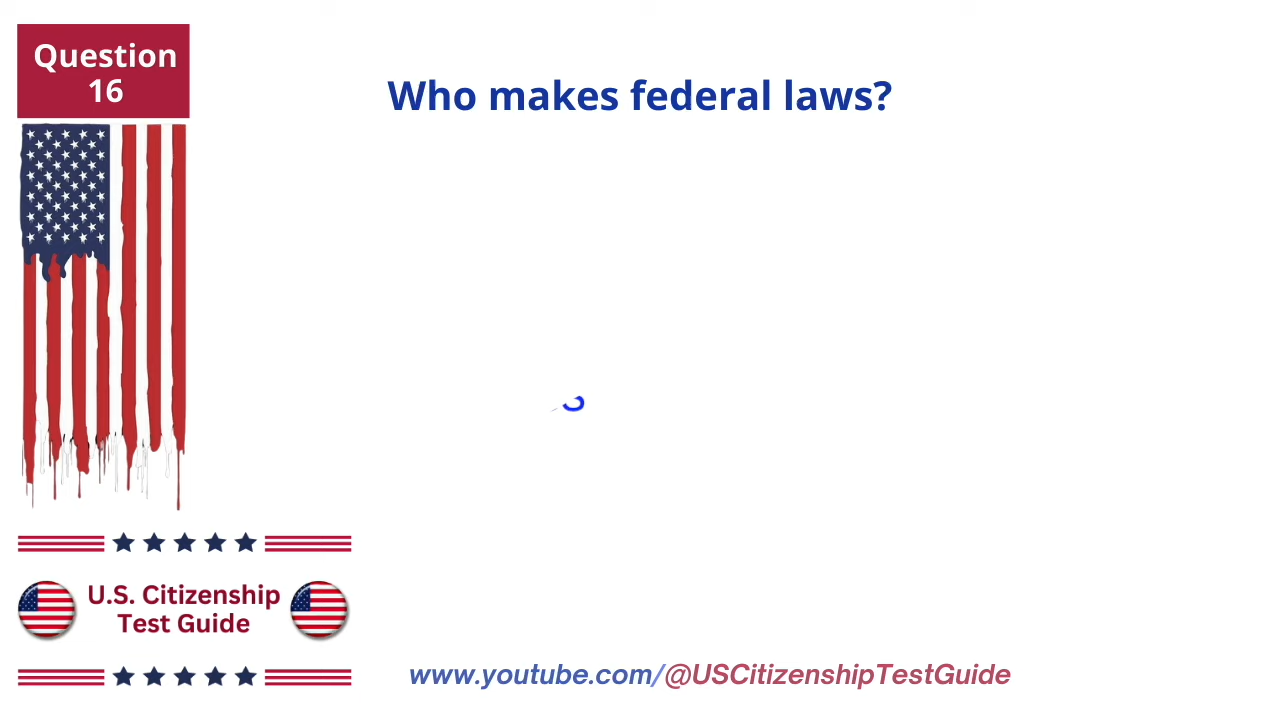 Question
16
Who makes federal laws?
U.S. Citizenship
Test Guide
www.youtube.com/@USCitizenshipTestGuide